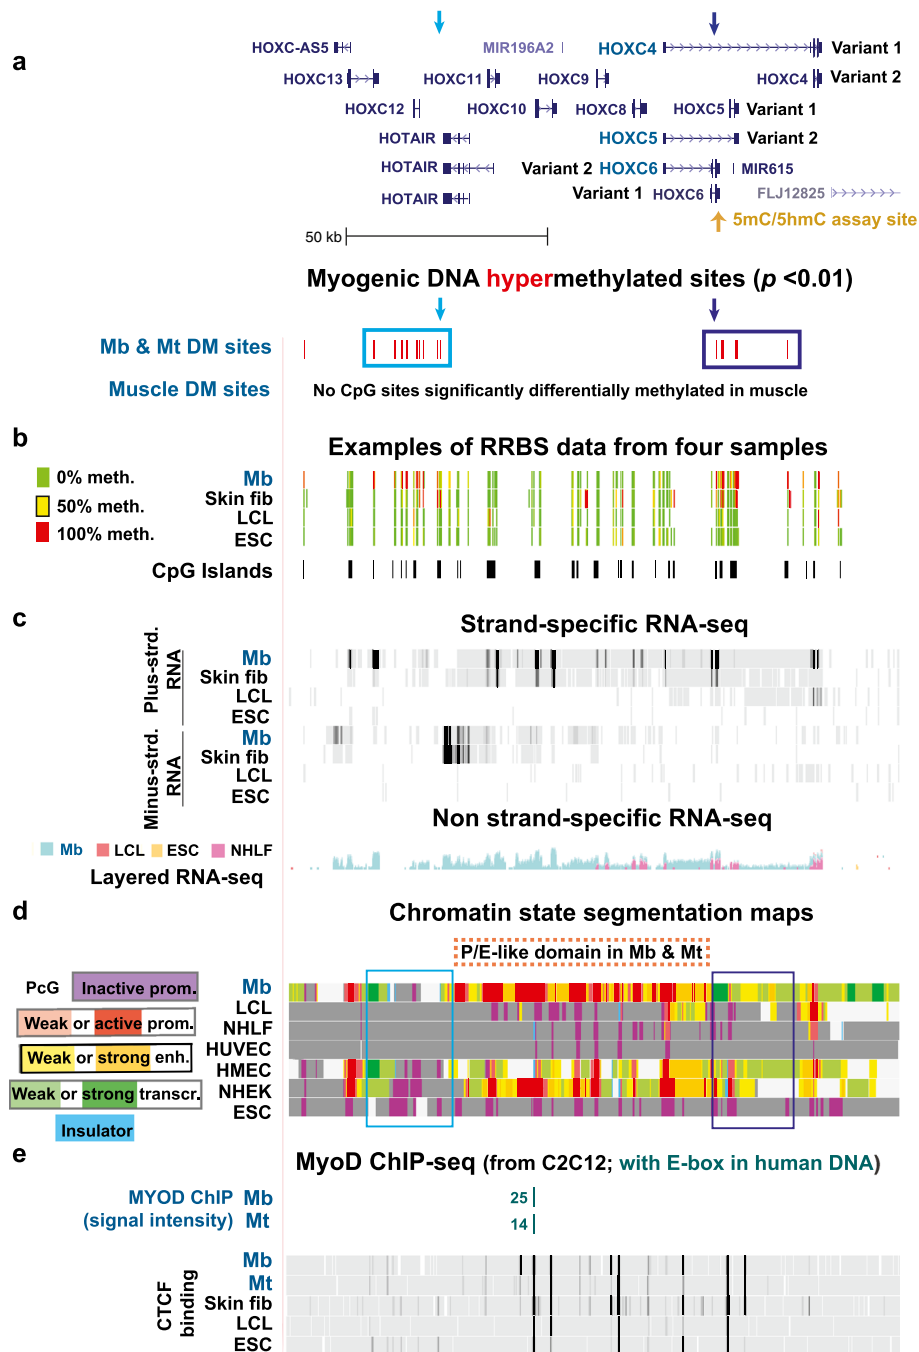 a
HOXC-AS5
MIR196A2
HOXC4
Variant 1
HOXC13
HOXC11
HOXC9
HOXC4
Variant 2
HOXC12
HOXC10
HOXC8
HOXC5
Variant 1
HOTAIR
HOXC5
Variant 2
HOTAIR
Variant 2
HOXC6
MIR615
HOTAIR
Variant 1
HOXC6
FLJ12825
5mC/5hmC assay site
50 kb
Myogenic DNA hypermethylated sites (p <0.01)
Mb & Mt DM sites
Muscle DM sites
No CpG sites significantly differentially methylated in muscle
b
Examples of RRBS data from four samples
0% meth.
50% meth.
100% meth.
Mb
Skin fib
LCL
ESC
CpG Islands
c
Strand-specific RNA-seq
Plus-strd.
RNA
Mb
Skin fib
LCL
ESC
Minus-strd.
RNA
Mb
Skin fib
LCL
ESC
Non strand-specific RNA-seq
Mb
LCL
ESC
NHLF
Layered RNA-seq
d
Chromatin state segmentation maps
P/E-like domain in Mb & Mt
PcG
Inactive prom.
Weak or active prom.
Weak or strong enh.
Weak or strong transcr.
Insulator
Mb
LCL
NHLF
HUVEC
HMEC
NHEK
ESC
e
MyoD ChIP-seq (from C2C12; with E-box in human DNA)
MYOD ChIP
(signal intensity)
Mb
25
Mt
14
CTCF
binding
Mb
Mt
Skin fib
LCL
ESC